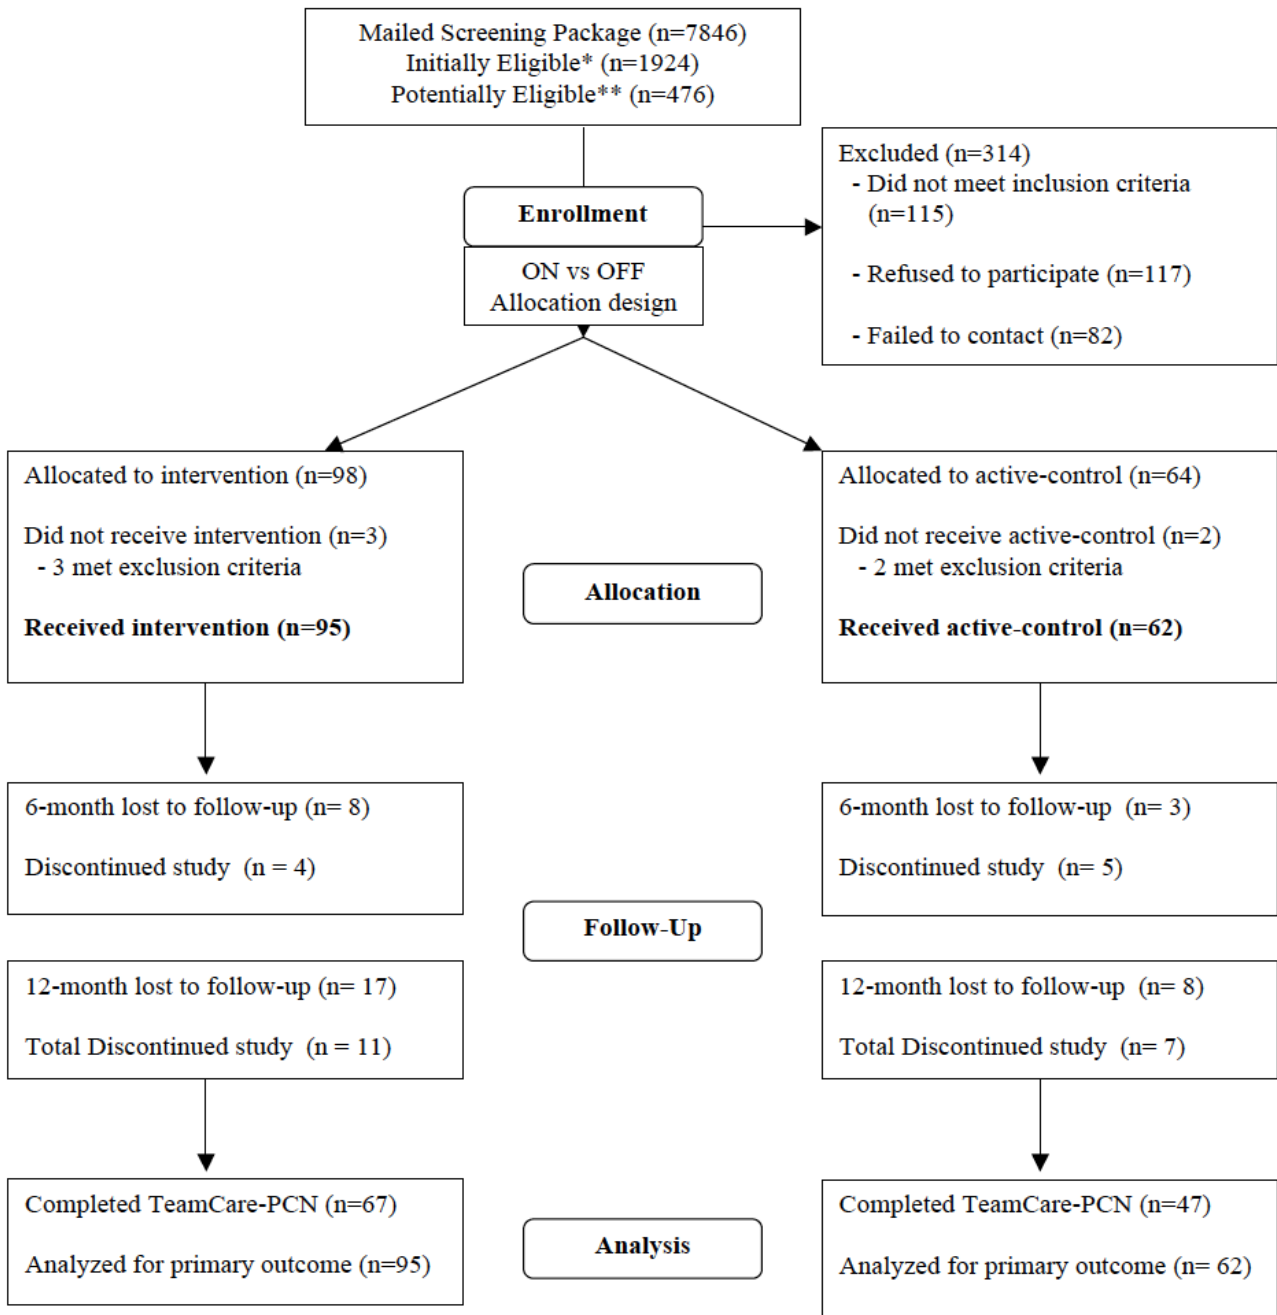 Mailed Screening Package (n=7846)
Initially Eligible* (n=1924)
Potentially Eligible** (n=476)
Excluded (n=314)
- Did not meet inclusion criteria
(n=115)
- Refused to participate (n=117)
- Failed to contact (n=82)
Enrollment
ON vs OFF
Allocation design
Allocated to intervention (n=98)
Did not receive intervention (n=3)
- 3 met exclusion criteria
Received intervention (n=95)
Allocated to active-control (n=64)
Did not receive active-control (n=2)
- 2 met exclusion criteria
Received active-control (n=62)
Allocation
6-month lost to follow-up (n= 8)
Discontinued study  (n = 4)
6-month lost to follow-up  (n= 3)
Discontinued study  (n= 5)
Follow-Up
12-month lost to follow-up (n= 17)
Total Discontinued study  (n = 11)
12-month lost to follow-up  (n= 8)
Total Discontinued study  (n= 7)
Completed TeamCare-PCN (n=67)
Analyzed for primary outcome (n=95)
Completed TeamCare-PCN (n=47)
Analyzed for primary outcome (n= 62)
Analysis